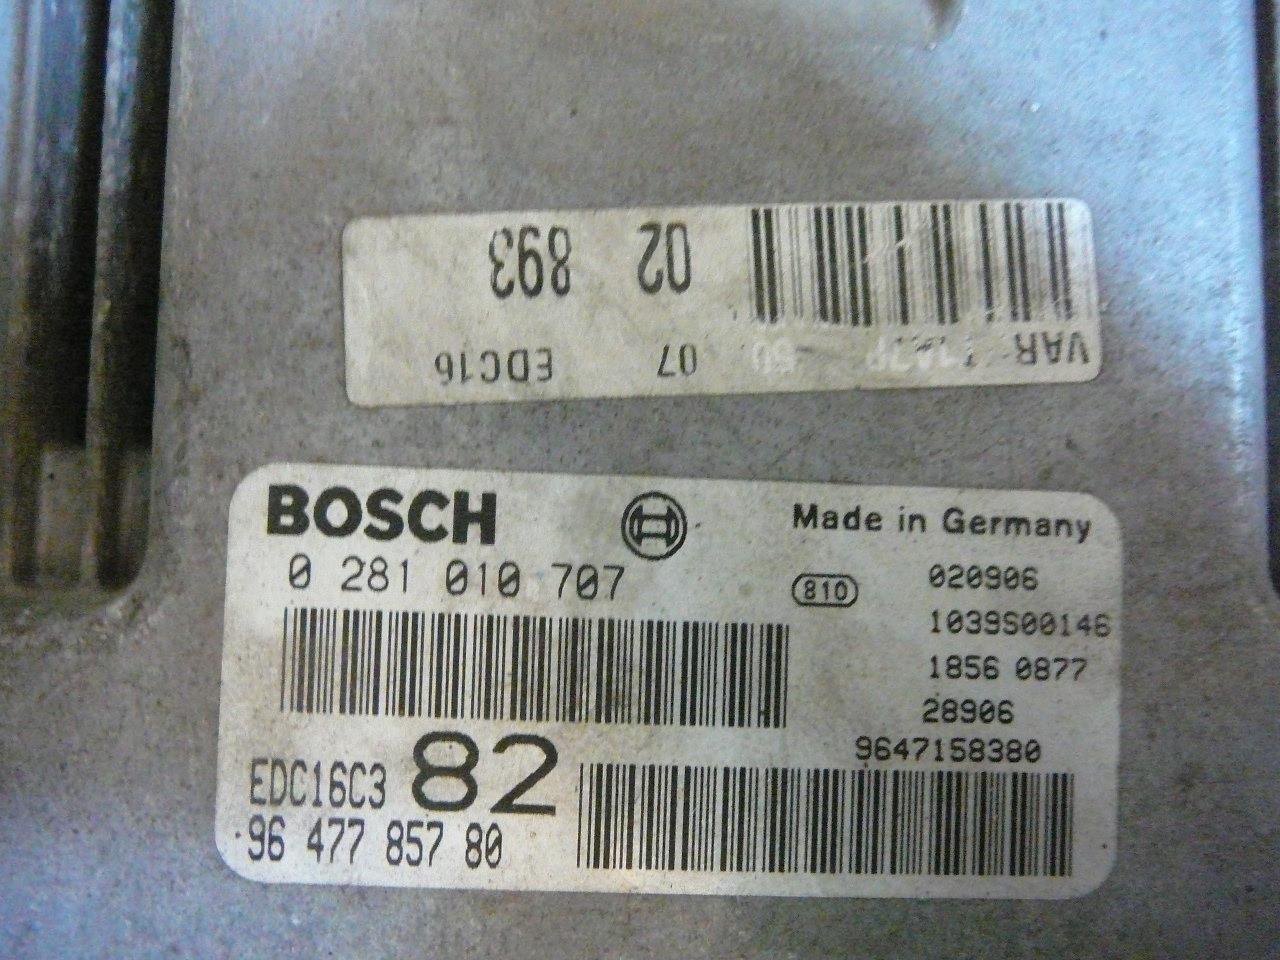 893 02
EDC16 07 VAR
BOSCH
Made in Germany
0 281 010 707
810
020906
1039S00146
1856 0877
28906
9647158380
EDC16C3 82
96 477 857 80